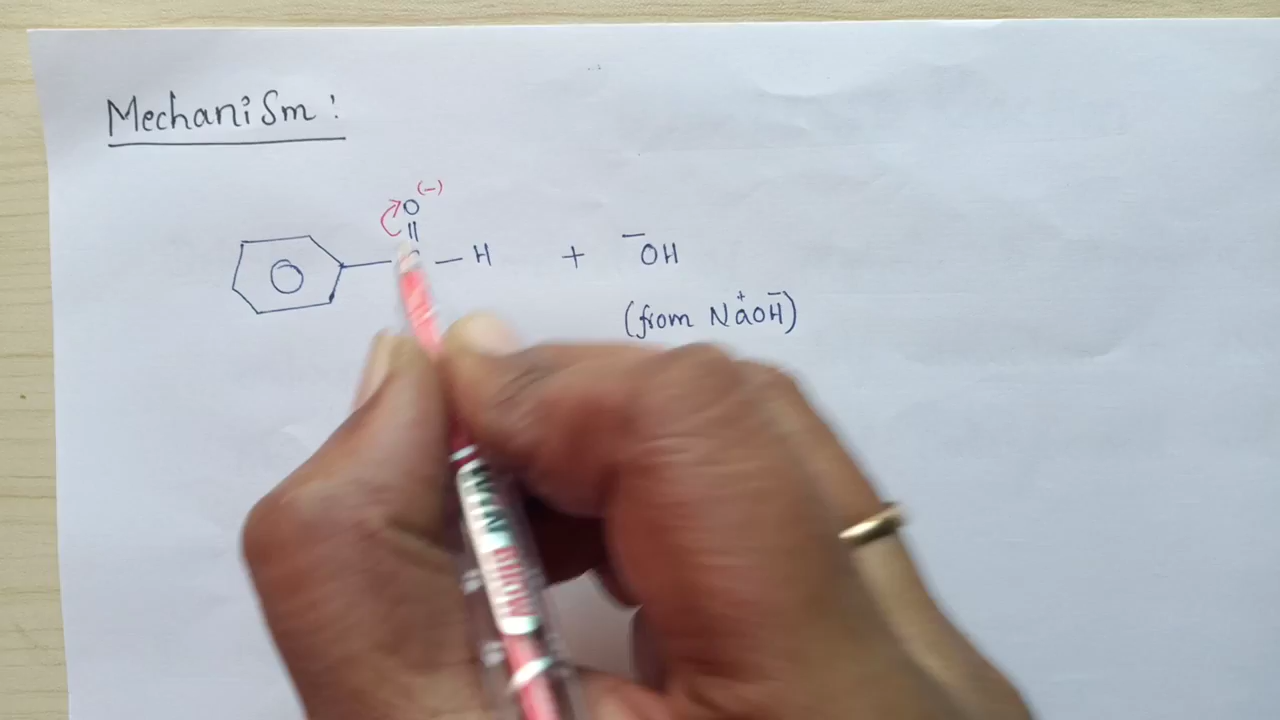 Mechanism:
(-)
O
H + ‾OH
(from Na⁺OH‾)